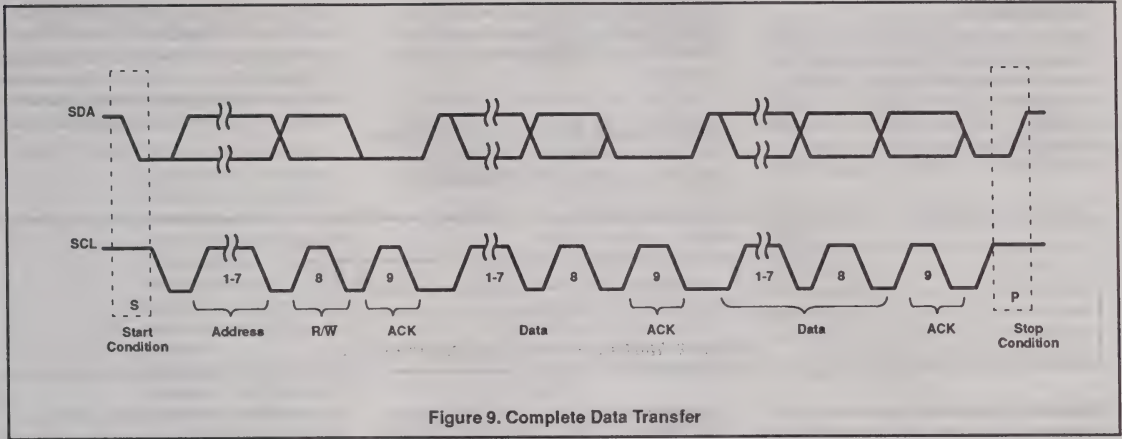 SDA
SCL
1-7 8 9 1-7 8 9 1-7 8 9
S P
Start Condition Address R/W ACK Data ACK Data ACK Stop Condition
Figure 9. Complete Data Transfer